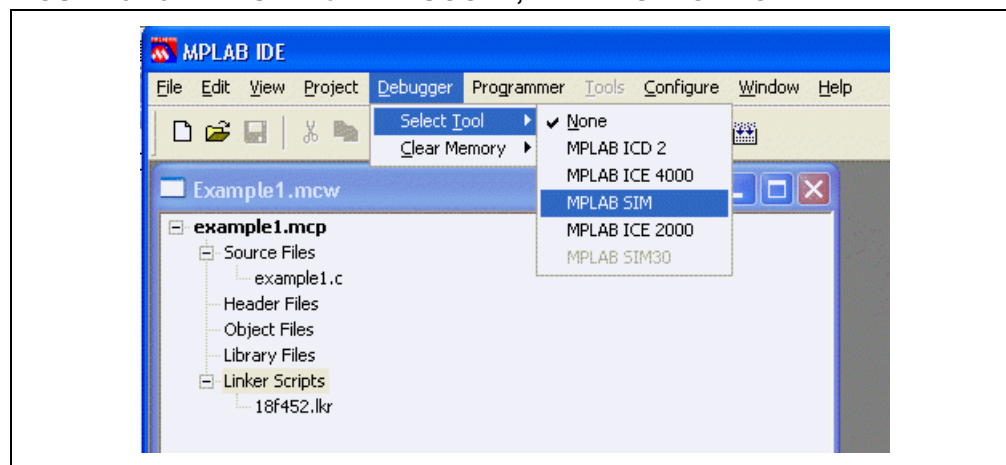 MPLAB IDE
File Edit View Project Debugger Programmer Tools Configure Window Help
Select Tool
Clear Memory
None
MPLAB ICD 2
MPLAB ICE 4000
MPLAB SIM
MPLAB ICE 2000
MPLAB SIM30
Example1.mcw
example1.mcp
Source Files
example1.c
Header Files
Object Files
Library Files
Linker Scripts
18f452.lkr